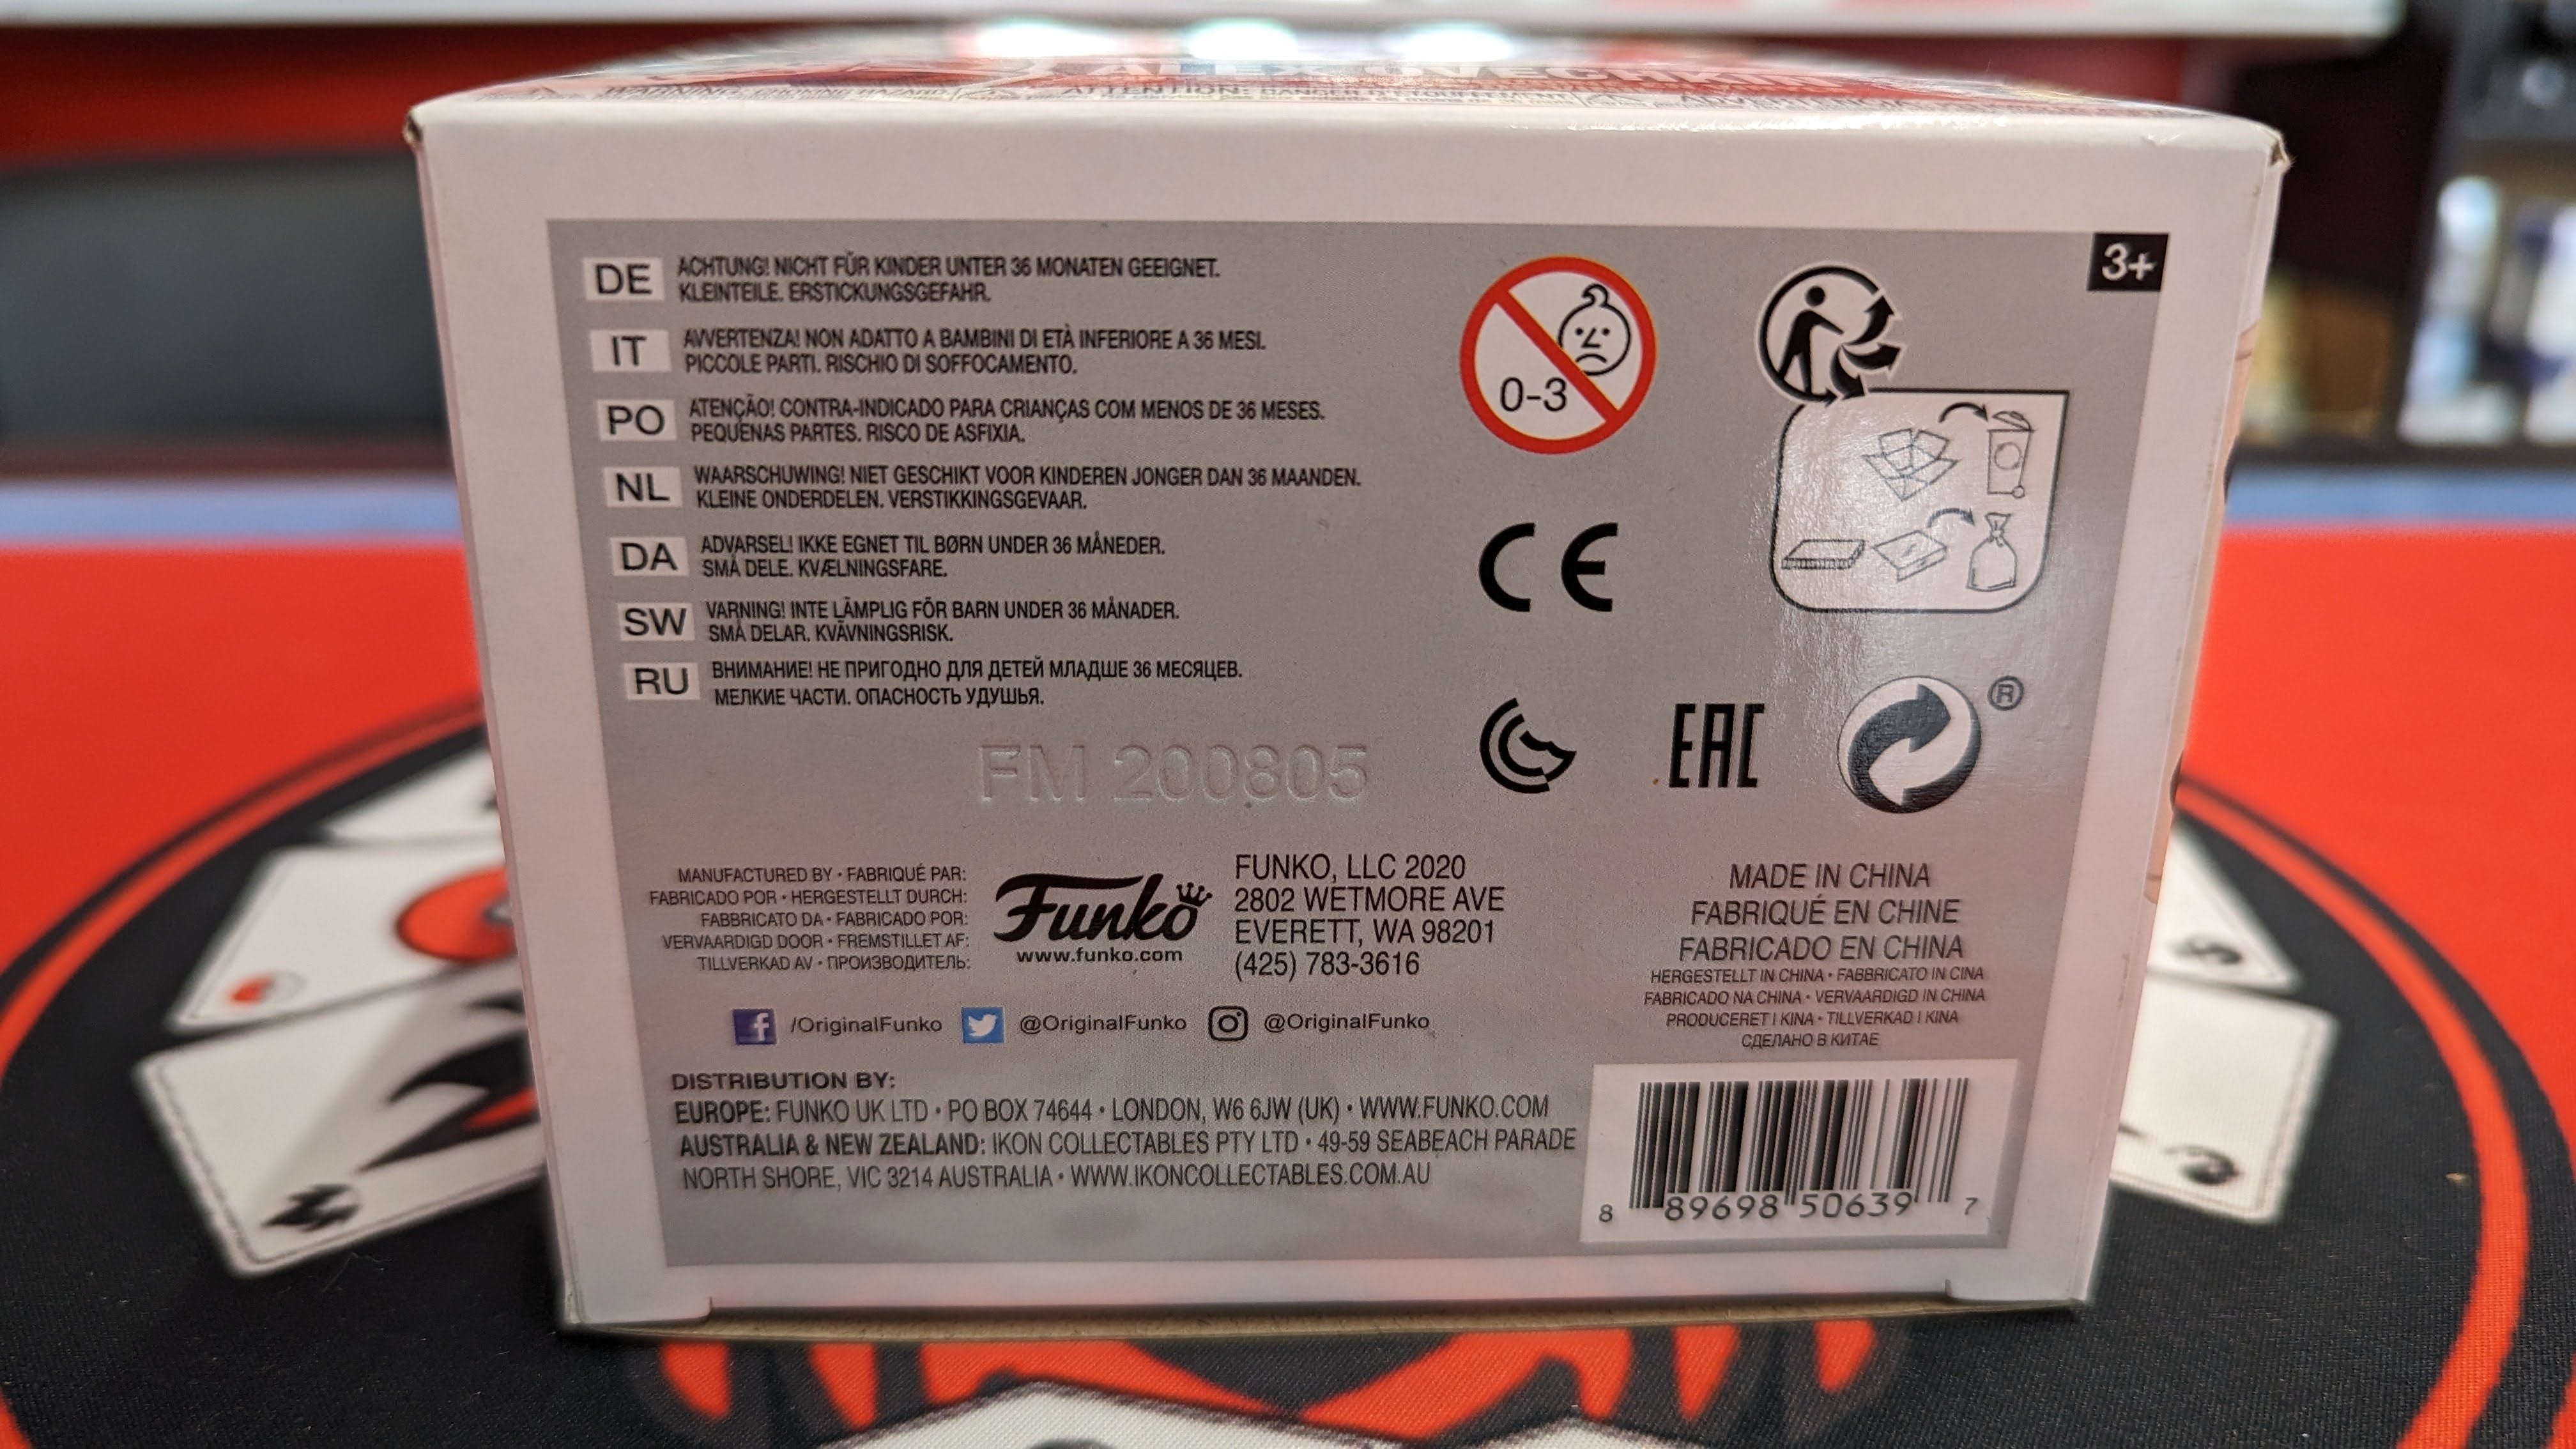 ALEX OVECHKIN
WARNING: CHOKING HAZARD
ATTENTION: DANGER D'ÉTOUFFEMENT
ADVERTENCIA
3+
DE
ACHTUNG! NICHT FÜR KINDER UNTER 36 MONATEN GEEIGNET.
KLEINTEILE. ERSTICKUNGSGEFAHR.
IT
AVVERTENZA! NON ADATTO A BAMBINI DI ETÀ INFERIORE A 36 MESI.
PICCOLE PARTI. RISCHIO DI SOFFOCAMENTO.
PO
ATENÇÃO! CONTRA-INDICADO PARA CRIANÇAS COM MENOS DE 36 MESES.
PEQUENAS PARTES. RISCO DE ASFIXIA.
NL
WAARSCHUWING! NIET GESCHIKT VOOR KINDEREN JONGER DAN 36 MAANDEN.
KLEINE ONDERDELEN. VERSTIKKINGSGEVAAR.
DA
ADVARSEL! IKKE EGNET TIL BØRN UNDER 36 MÅNEDER.
SMÅ DELE. KVÆLNINGSFARE.
SW
VARNING! INTE LÄMPLIG FÖR BARN UNDER 36 MÅNADER.
SMÅ DELAR. KVÄVNINGSRISK.
RU
ВНИМАНИЕ! НЕ ПРИГОДНО ДЛЯ ДЕТЕЙ МЛАДШЕ 36 МЕСЯЦЕВ.
МЕЛКИЕ ЧАСТИ. ОПАСНОСТЬ УДУШЬЯ.
0-3
CE
EAC
®
FM 200805
MANUFACTURED BY • FABRIQUÉ PAR:
FABRICADO POR • HERGESTELLT DURCH:
FABBRICATO DA • FABRICADO POR:
VERVAARDIGD DOOR • FREMSTILLET AF:
TILLVERKAD AV • ПРОИЗВОДИТЕЛЬ:
Funko
www.funko.com
FUNKO, LLC 2020
2802 WETMORE AVE
EVERETT, WA 98201
(425) 783-3616
MADE IN CHINA
FABRIQUÉ EN CHINE
FABRICADO EN CHINA
HERGESTELLT IN CHINA • FABBRICATO IN CINA
FABRICADO NA CHINA • VERVAARDIGD IN CHINA
PRODUCERET I KINA • TILLVERKAD I KINA
СДЕЛАНО В КИТАЕ
/OriginalFunko @OriginalFunko @OriginalFunko
DISTRIBUTION BY:
EUROPE: FUNKO UK LTD • PO BOX 74644 • LONDON, W6 6JW (UK) • WWW.FUNKO.COM
AUSTRALIA & NEW ZEALAND: IKON COLLECTABLES PTY LTD • 49-59 SEABEACH PARADE
NORTH SHORE, VIC 3214 AUSTRALIA • WWW.IKONCOLLECTABLES.COM.AU
8 89698 50639 7